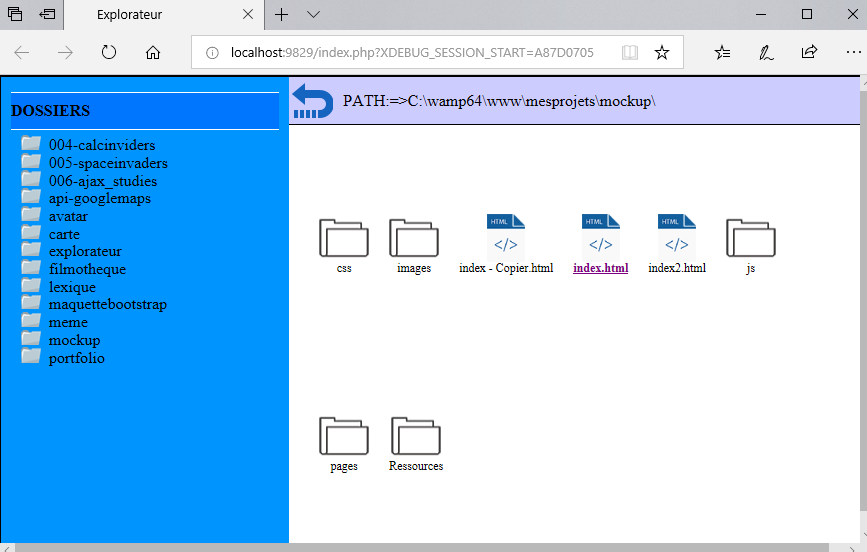 Explorateur
localhost:9829/index.php?XDEBUG_SESSION_START=A87D0705
DOSSIERS
004-calcinviders
005-spaceinvaders
006-ajax_studies
api-googlemaps
avatar
carte
explorateur
filmotheque
lexique
maquettebootstrap
meme
mockup
portfolio
PATH:=>C:\wamp64\www\mesprojets\mockup\
HTML HTML HTML
</> </> </>
css images index - Copier.html index.html index2.html js
pages Ressources